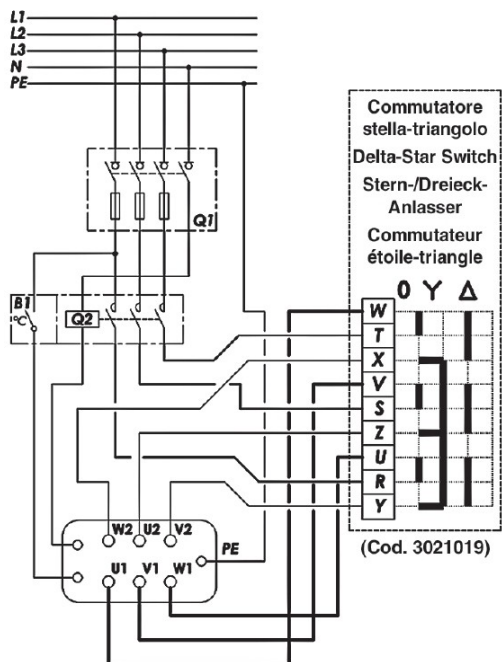 L1
L2
L3
N
PE
Q1
B1
°C
Q2
W2 U2 V2
PE
U1 V1 W1
Commutatore
stella-triangolo
Delta-Star Switch
Stern-/Dreieck-
Anlasser
Commutateur
étoile-triangle
0 Y Δ
W
T
X
V
S
Z
U
R
Y
(Cod. 3021019)